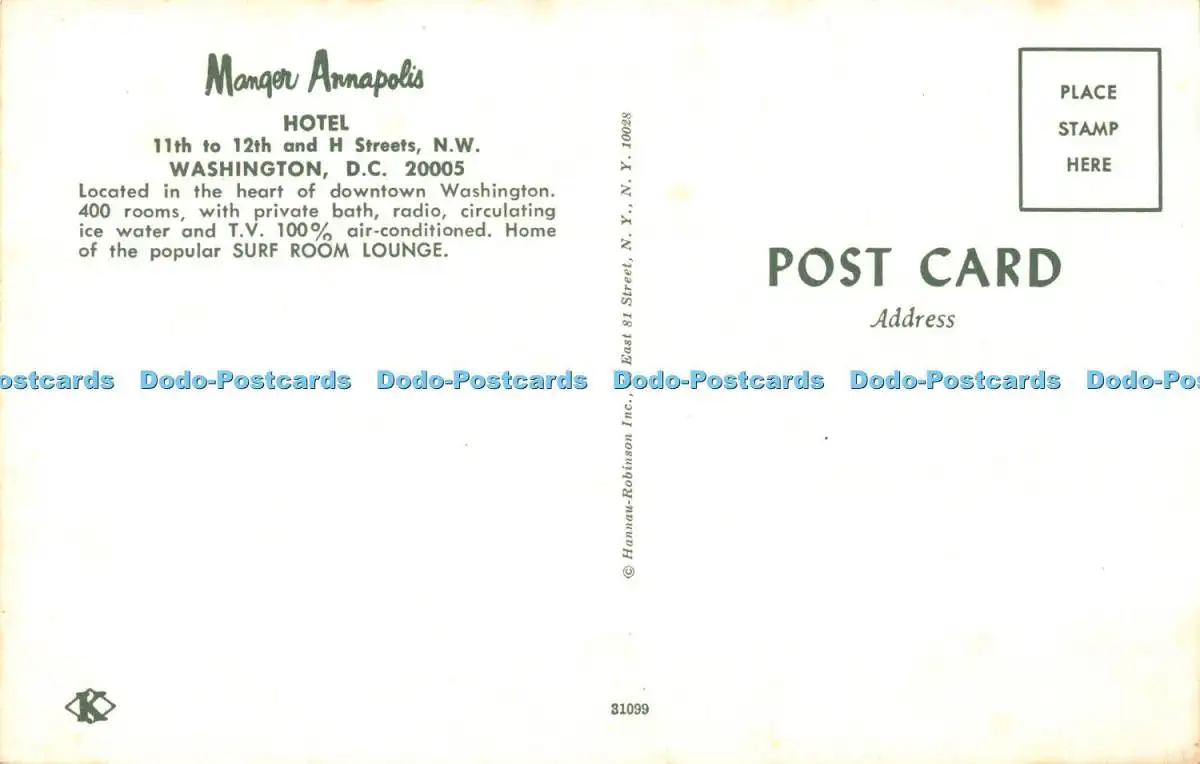 Manger Annapolis
HOTEL
11th to 12th and H Streets, N.W.
WASHINGTON, D.C. 20005
Located in the heart of downtown Washington.
400 rooms, with private bath, radio, circulating
ice water and T.V. 100% air-conditioned. Home
of the popular SURF ROOM LOUNGE.
© Hannau-Robinson Inc., East 81 Street, N. Y., N. Y. 10028
PLACE
STAMP
HERE
POST CARD
Address
ostcards Dodo-Postcards Dodo-Postcards Dodo-Postcards Dodo-Postcards Dodo-Pos
K
31099